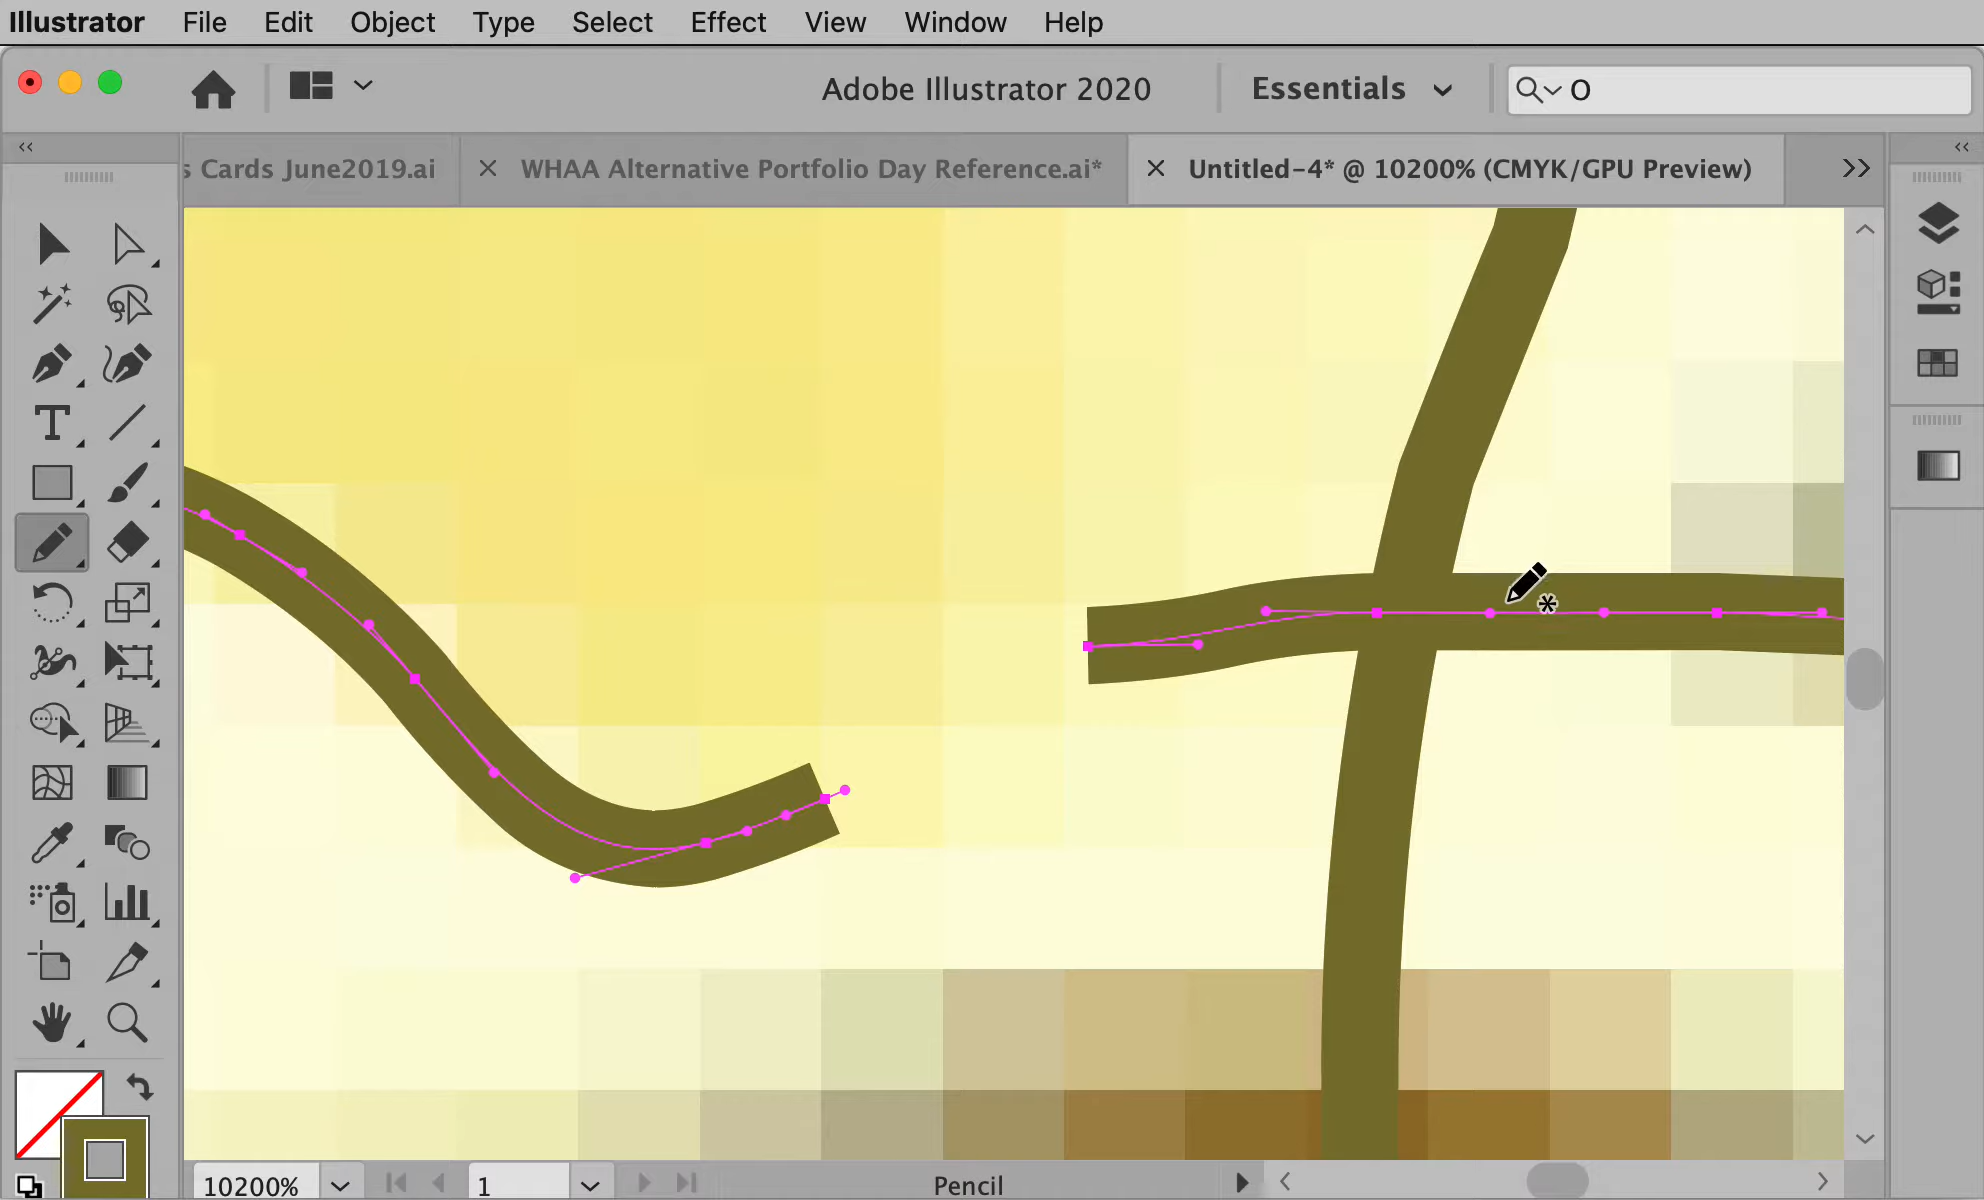 Illustrator File Edit Object Type Select Effect View Window Help
Adobe Illustrator 2020 Essentials O
s Cards June2019.ai WHAA Alternative Portfolio Day Reference.ai* Untitled-4* @ 10200% (CMYK/GPU Preview)
10200% 1 Pencil